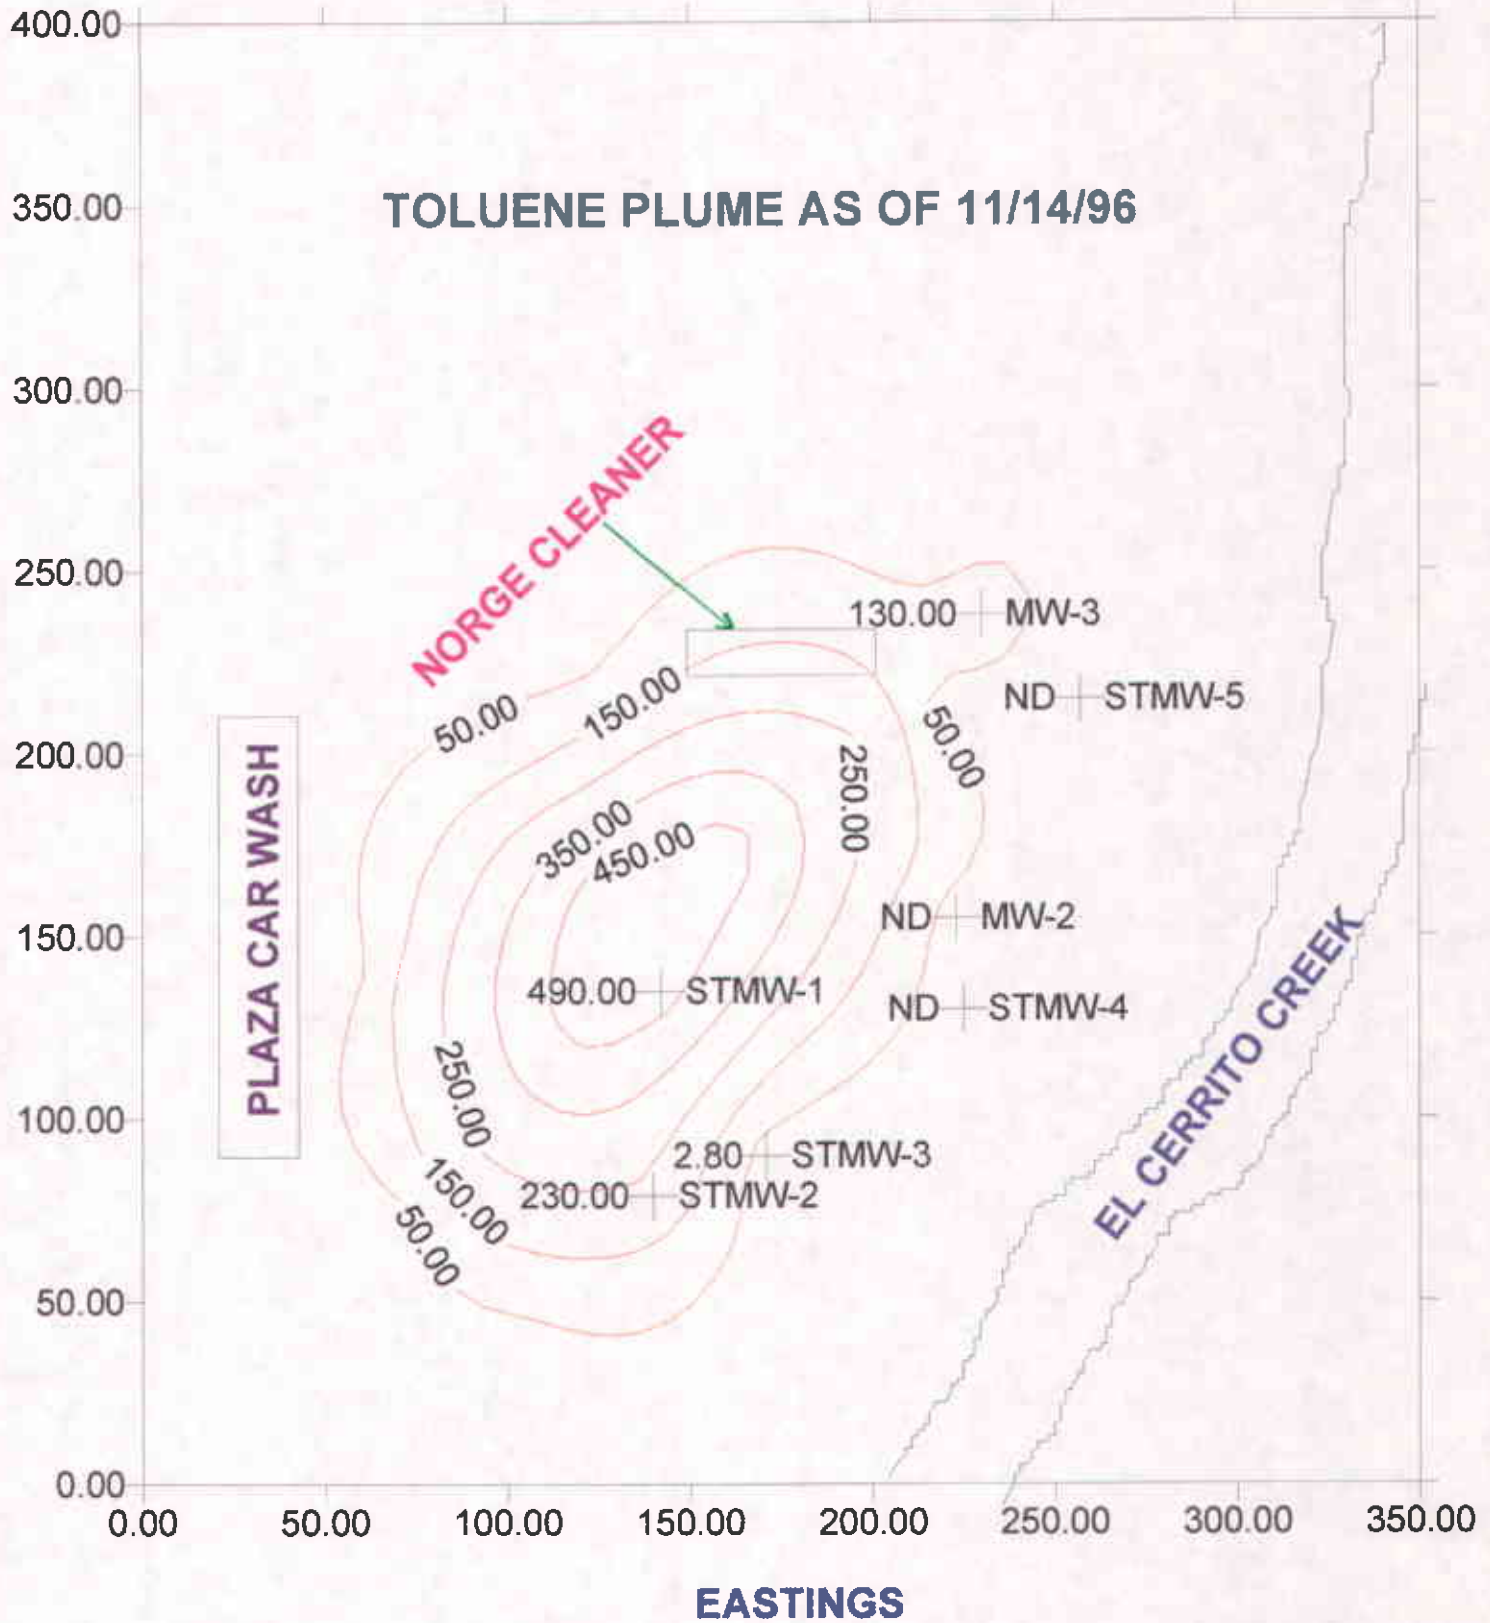 400.00
350.00
TOLUENE PLUME AS OF 11/14/96
300.00
NORGE CLEANER
250.00
130.00 MW-3
ND STMW-5
50.00
150.00
50.00
200.00
250.00
PLAZA CAR WASH
350.00
450.00
ND MW-2
150.00
490.00 STMW-1
ND STMW-4
EL CERRITO CREEK
250.00
100.00
2.80 STMW-3
150.00
230.00 STMW-2
50.00
50.00
0.00
0.00 50.00 100.00 150.00 200.00 250.00 300.00 350.00
EASTINGS